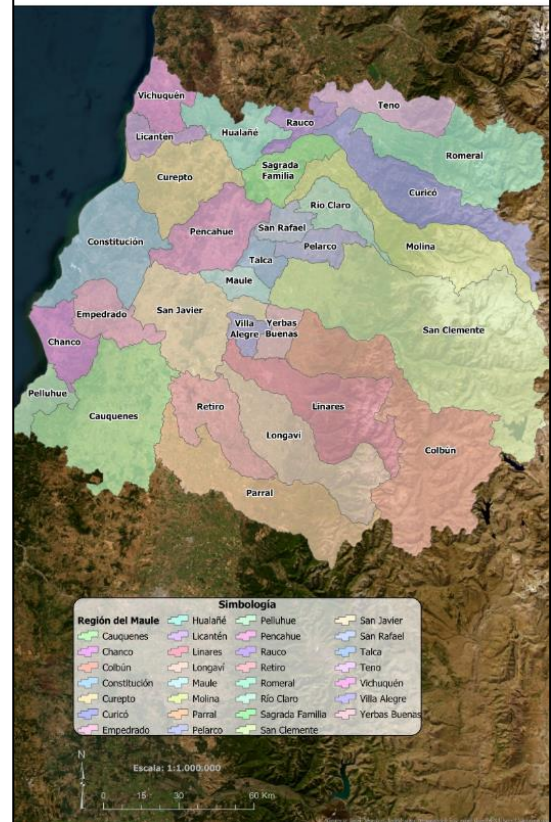 Vichuquén
Teno
Licantén
Hualañé
Rauco
Romeral
Sagrada
Familia
Curepto
Curicó
Río Claro
Pencahue
San Rafael
Constitución
Pelarco
Molina
Talca
Maule
Empedrado
San Javier
Villa
Alegre
Yerbas
Buenas
San Clemente
Chanco
Pelluhue
Cauquenes
Retiro
Linares
Longaví
Colbún
Parral
Simbología
Región del Maule
Cauquenes
Chanco
Colbún
Constitución
Curepto
Curicó
Empedrado
Hualañé
Licantén
Linares
Longaví
Maule
Molina
Parral
Pelarco
Pelluhue
Pencahue
Rauco
Retiro
Romeral
Río Claro
Sagrada Familia
San Clemente
San Javier
San Rafael
Talca
Teno
Vichuquén
Villa Alegre
Yerbas Buenas
N
Escala: 1:1.000.000
0 15 30 60 Km